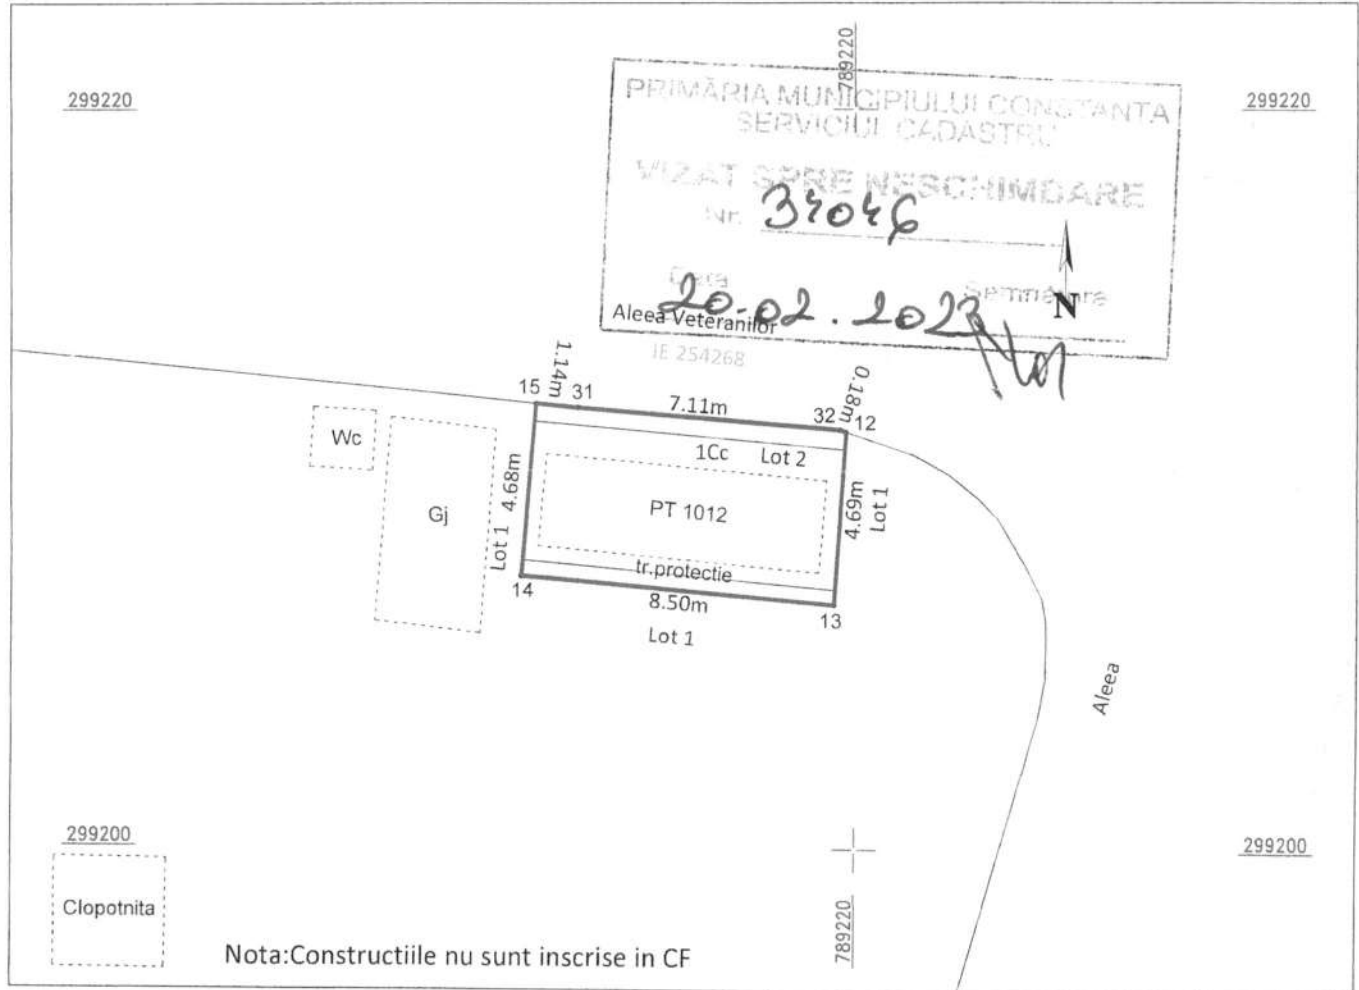 789220
299220
299220
PRIMĂRIA MUNICIPIULUI CONSTANTA
SERVICIUL CADASTRU
VIZAT SPRE NESCHIMBARE
Nr. 34046
Data
Semnătura
20.02.2023
N
Aleea Veteranilor
IE 254268
15
1.14m
31
7.11m
32
0.18m
12
Wc
Gj
1Cc
Lot 2
4.68m
Lot 1
PT 1012
4.69m
Lot 1
tr.protectie
14
8.50m
13
Lot 1
Aleea
299200
299200
Clopotnita
789220
Nota:Constructiile nu sunt inscrise in CF